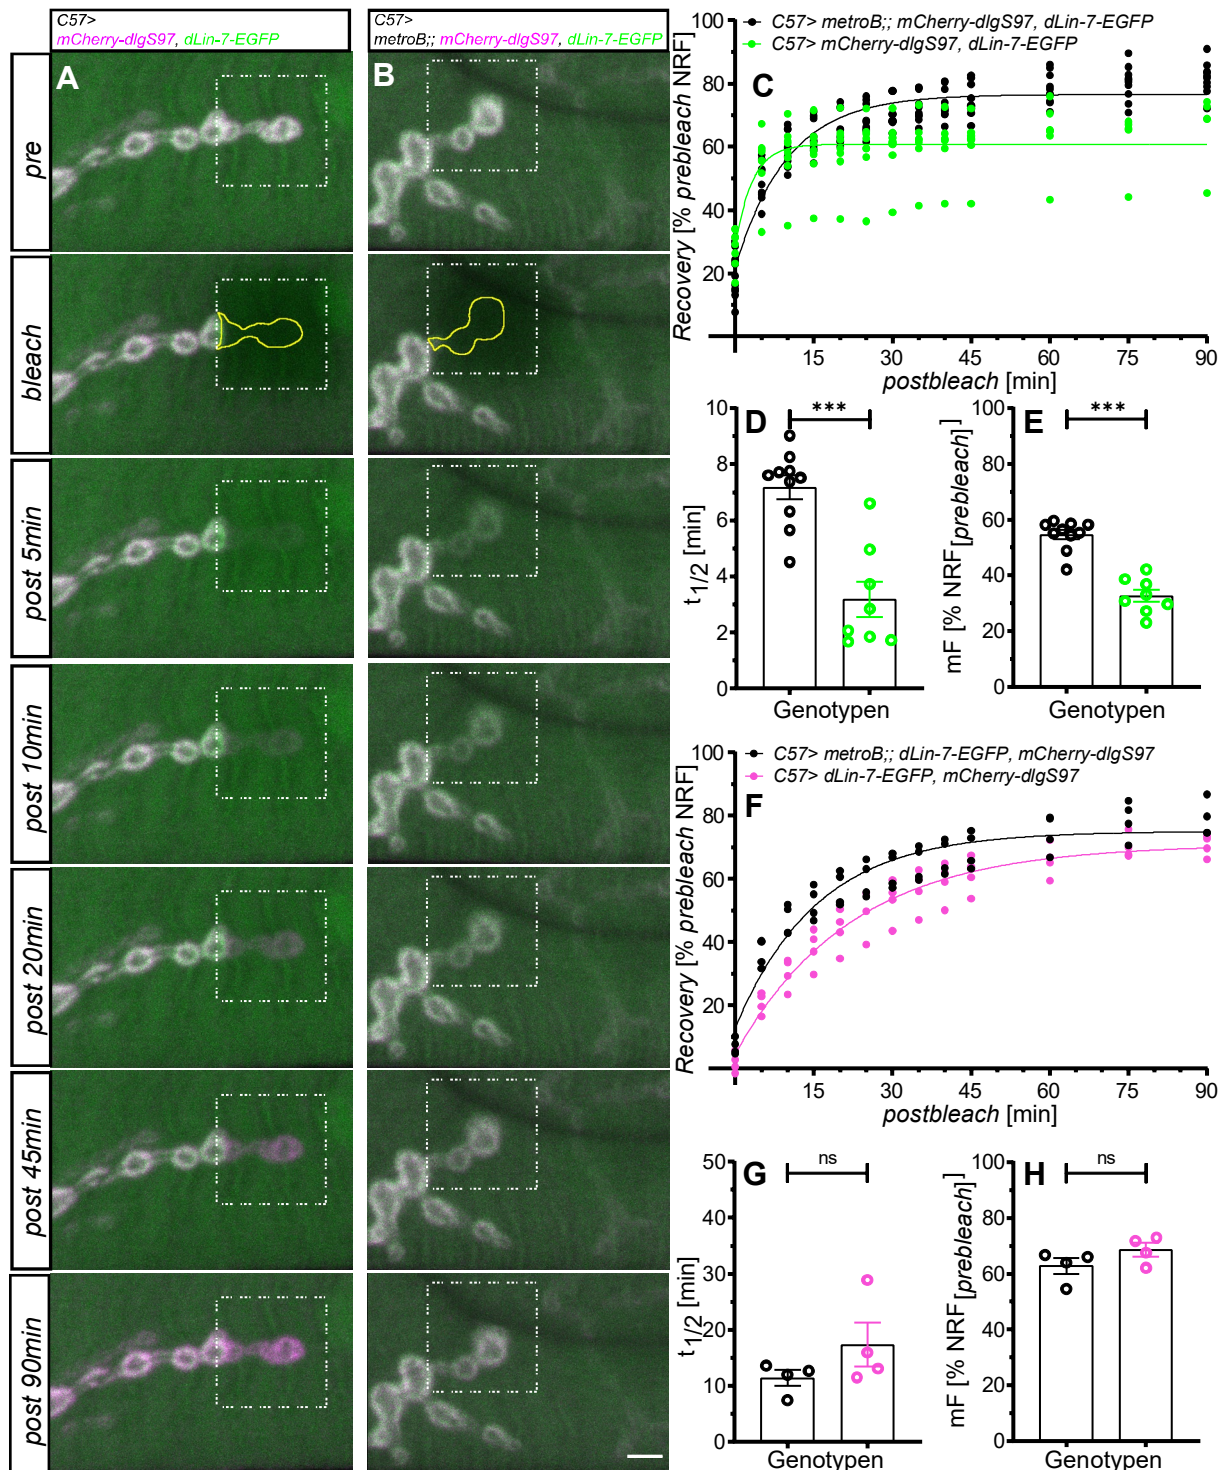 C57>
mCherry-dlgS97, dLin-7-EGFP
C57>
metroB;; mCherry-dlgS97, dLin-7-EGFP
A
B
pre
bleach
post 5min
post 10min
post 20min
post 45min
post 90min
C
C57> metroB;; mCherry-dlgS97, dLin-7-EGFP
C57> mCherry-dlgS97, dLin-7-EGFP
Recovery [% prebleach NRF]
100
80
60
40
20
15 30 45 60 75 90
postbleach [min]
D
***
t1/2 [min]
10
8
6
4
2
0
Genotypen
E
***
mF [% NRF[prebleach]]
100
80
60
40
20
0
Genotypen
F
C57> metroB;; dLin-7-EGFP, mCherry-dlgS97
C57> dLin-7-EGFP, mCherry-dlgS97
Recovery [% prebleach NRF]
100
80
60
40
20
15 30 45 60 75 90
postbleach [min]
G
ns
t1/2 [min]
50
40
30
20
10
0
Genotypen
H
ns
mF [% NRF[prebleach]]
100
80
60
40
20
0
Genotypen